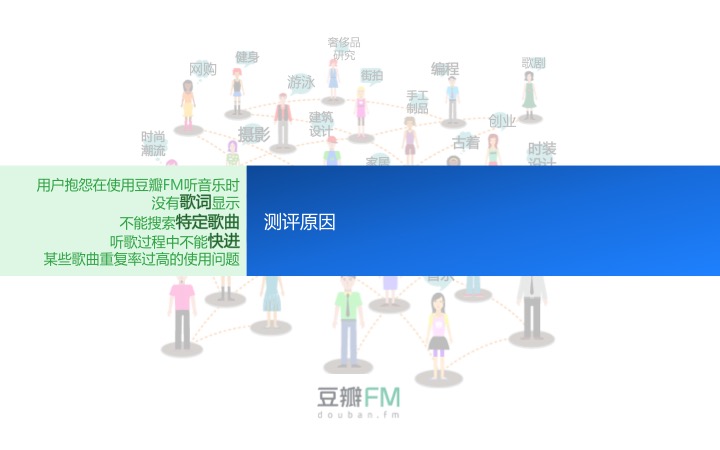 奢侈品
研究
健身
网购
游泳
街拍
编程
歌剧
手工
制品
建筑
设计
摄影
创业
时尚
潮流
古着
时装
设计
家居
用户抱怨在使用豆瓣FM听音乐时
没有歌词显示
不能搜索特定歌曲
听歌过程中不能快进
某些歌曲重复率过高的使用问题
测评原因
音乐
豆瓣FM
douban.fm